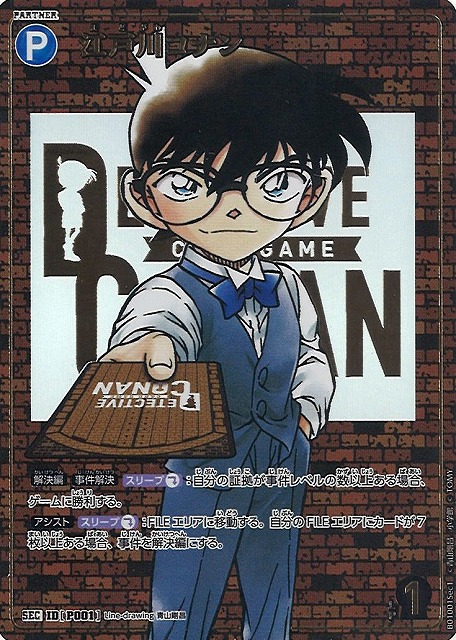 PARTNER
P
江戸川コナン
DETECTIVE
CARD GAME
CONAN
DETECTIVE
CONAN
解決編 事件解決 スリープ:自分の証拠が事件レベルの数以上ある場合、
ゲームに勝利する。
アシスト スリープ:FILEエリアに移動する。自分のFILEエリアにカードが7
枚以上ある場合、事件を解決編にする。
SEC ID[P001] Line-drawing 青山剛昌
1